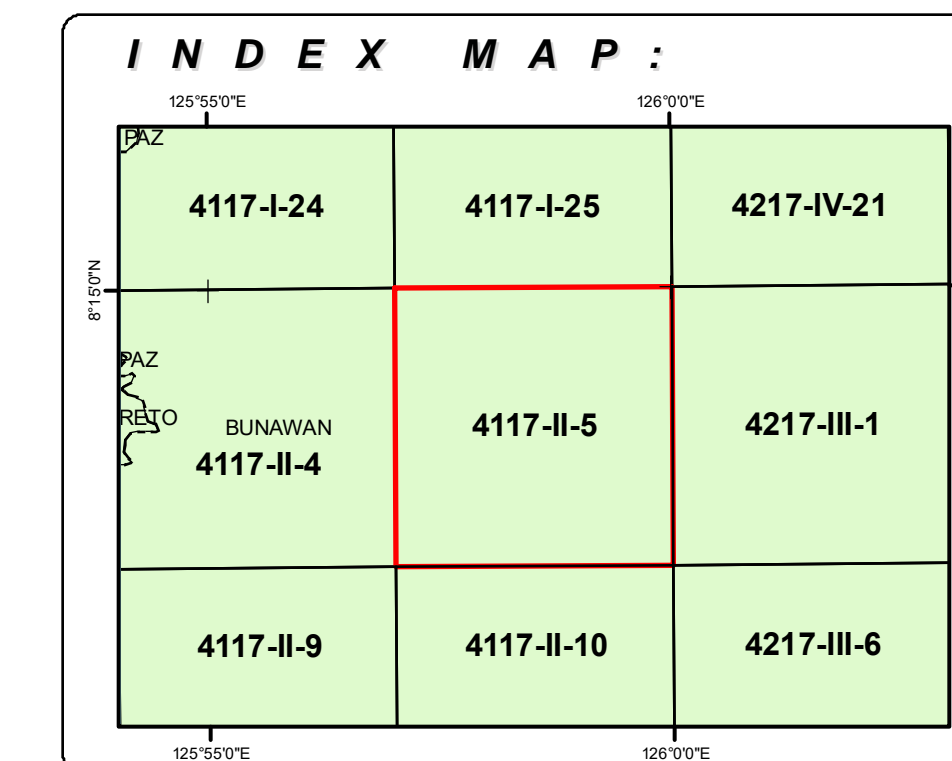 INDEX MAP:
125°55'0"E 126°0'0"E
PAZ
4117-I-24 4117-I-25 4217-IV-21
8°15'0"N
PAZ
RETO
BUNAWAN
4117-II-4 4117-II-5 4217-III-1
4117-II-9 4117-II-10 4217-III-6
125°55'0"E 126°0'0"E